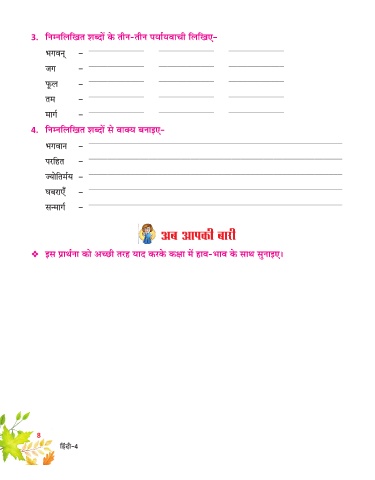 3. निम्नलिखित शब्दों के तीन-तीन पर्यायवाची लिखिए-
भगवन् -
जग -
फूल -
तम -
मार्ग -
4. निम्नलिखित शब्दों से वाक्य बनाइए-
भगवान -
परहित -
ज्योतिर्मय -
घबराएँ -
सन्मार्ग -
अब आपकी बारी
❖ इस प्रार्थना को अच्छी तरह याद करके कक्षा में हाव-भाव के साथ सुनाइए।
8
हिंदी-4